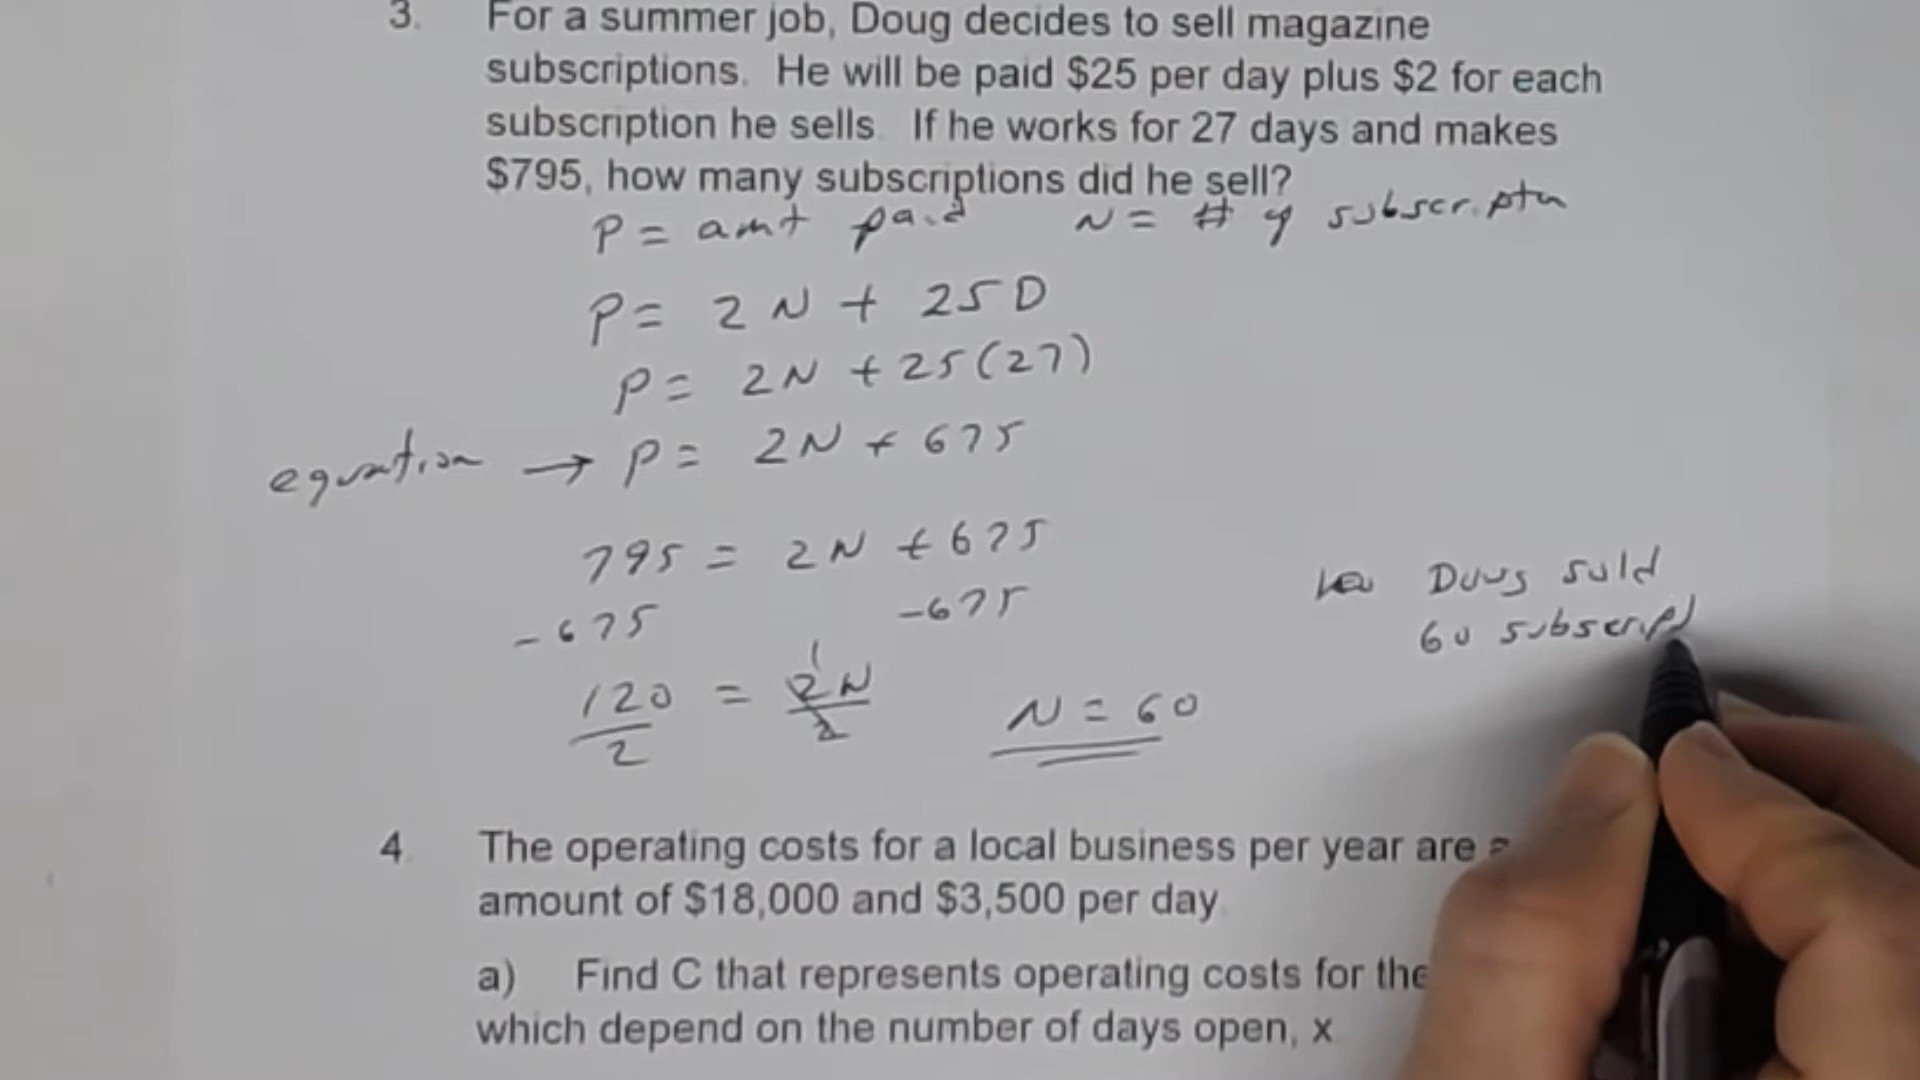 3. For a summer job, Doug decides to sell magazine
subscriptions. He will be paid $25 per day plus $2 for each
subscription he sells. If he works for 27 days and makes
$795, how many subscriptions did he sell?
P = amt paid N = # of subscriptn
P = 2N + 25D
P = 2N + 25(27)
equation → P = 2N + 675
795 = 2N + 675
-675 -675
120/2 = 2N/2 1
N = 60
Doug sold
60 subscript
4. The operating costs for a local business per year are
amount of $18,000 and $3,500 per day.
a) Find C that represents operating costs for the
which depend on the number of days open, x